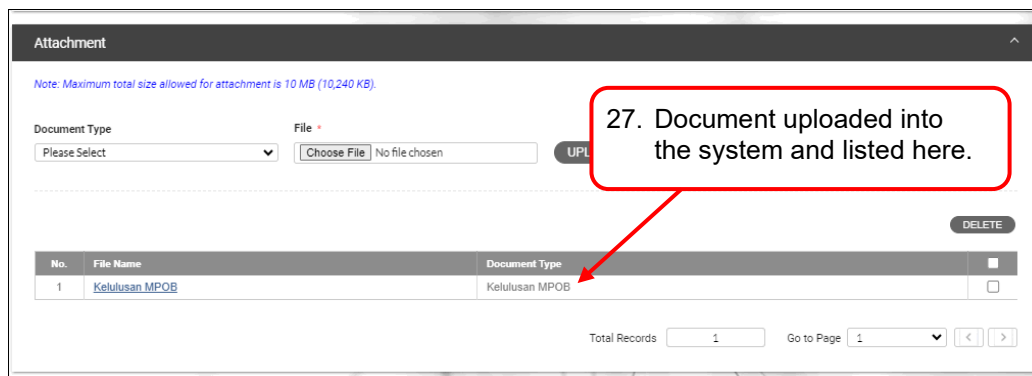 Attachment
Note: Maximum total size allowed for attachment is 10 MB (10,240 KB).
Document Type
File *
Please Select
Choose File No file chosen
UPL
27. Document uploaded into
the system and listed here.
DELETE
No. File Name Document Type
1 Kelulusan MPOB Kelulusan MPOB
Total Records 1 Go to Page 1 < >